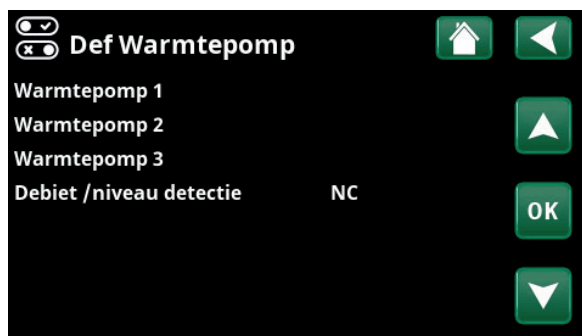 Def Warmtepomp
Warmtepomp 1
Warmtepomp 2
Warmtepomp 3
Debiet /niveau detectie NC
OK